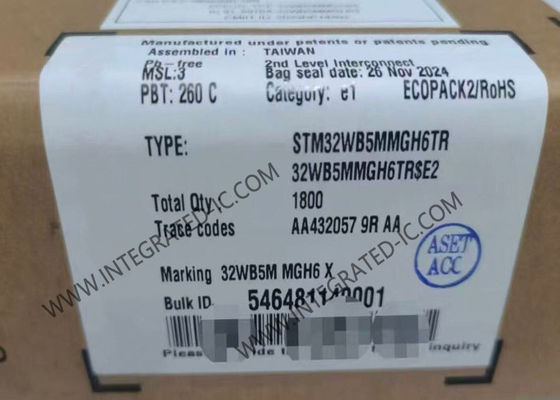 Manufactured under patents or patents pending
Assembled in : TAIWAN
Pb-free 2nd Level Interconnect
MSL:3 Bag seal date: 26 Nov 2024
PBT: 260 C Category: e1 ECOPACK2/RoHS
TYPE: STM32WB5MMGH6TR
32WB5MMGH6TR$E2
Total Qty 1800
Trace codes AA432057 9R AA
Marking 32WB5M MGH6 X
Bulk ID
ASET
ACC
inquiry
WWW.INTEGRATED-IC.COM
WWW.INTEGRATED-IC.COM
WWW.INTEGRATED-IC.COM